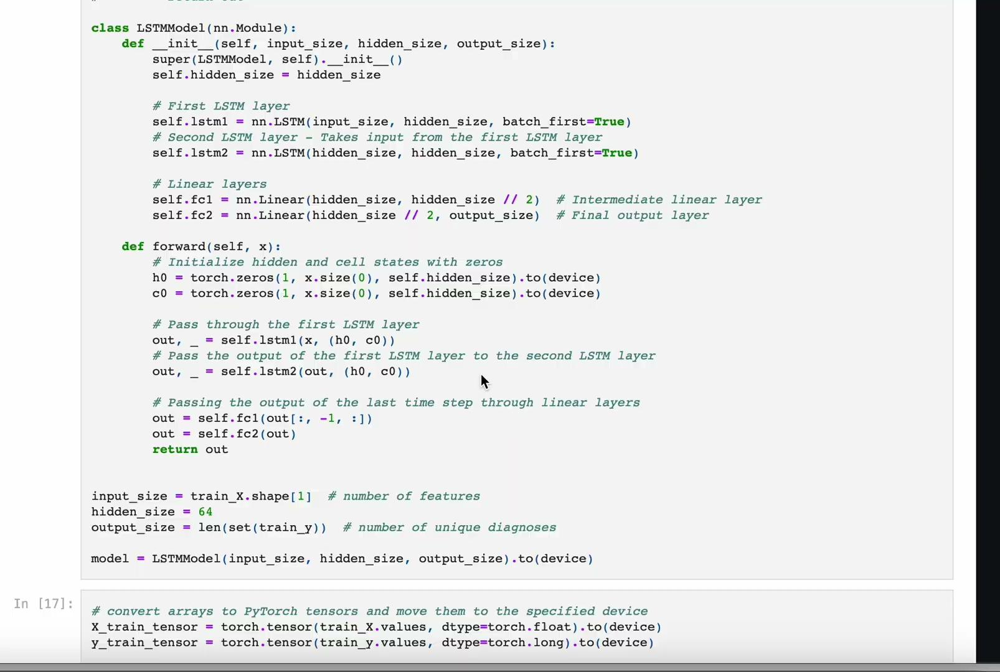 class LSTMModel(nn.Module):
    def __init__(self, input_size, hidden_size, output_size):
        super(LSTMModel, self).__init__()
        self.hidden_size = hidden_size

        # First LSTM layer
        self.lstm1 = nn.LSTM(input_size, hidden_size, batch_first=True)
        # Second LSTM layer – Takes input from the first LSTM layer
        self.lstm2 = nn.LSTM(hidden_size, hidden_size, batch_first=True)

        # Linear layers
        self.fc1 = nn.Linear(hidden_size, hidden_size // 2)  # Intermediate linear layer
        self.fc2 = nn.Linear(hidden_size // 2, output_size)  # Final output layer

    def forward(self, x):
        # Initialize hidden and cell states with zeros
        h0 = torch.zeros(1, x.size(0), self.hidden_size).to(device)
        c0 = torch.zeros(1, x.size(0), self.hidden_size).to(device)

        # Pass through the first LSTM layer
        out, _ = self.lstm1(x, (h0, c0))
        # Pass the output of the first LSTM layer to the second LSTM layer
        out, _ = self.lstm2(out, (h0, c0))

        # Passing the output of the last time step through linear layers
        out = self.fc1(out[:, -1, :])
        out = self.fc2(out)
        return out

input_size = train_X.shape[1]  # number of features
hidden_size = 64
output_size = len(set(train_y))  # number of unique diagnoses

model = LSTMModel(input_size, hidden_size, output_size).to(device)

In [17]:
# convert arrays to PyTorch tensors and move them to the specified device
X_train_tensor = torch.tensor(train_X.values, dtype=torch.float).to(device)
y_train_tensor = torch.tensor(train_y.values, dtype=torch.long).to(device)